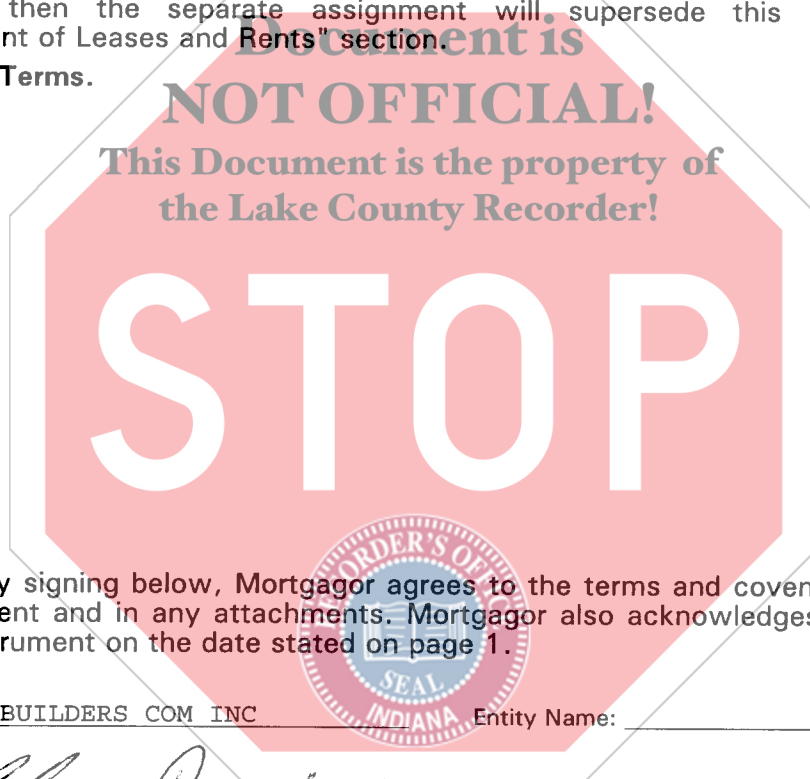 then the separate assignment will supersede this
nt of Leases and Rents" section.
Terms.
Document is
NOT OFFICIAL!
This Document is the property of
the Lake County Recorder!
STOP
y signing below, Mortgagor agrees to the terms and coven
ent and in any attachments. Mortgagor also acknowledges
rument on the date stated on page 1.
RECORDER'S OFFICE
SEAL
INDIANA
BUILDERS COM INC Entity Name: